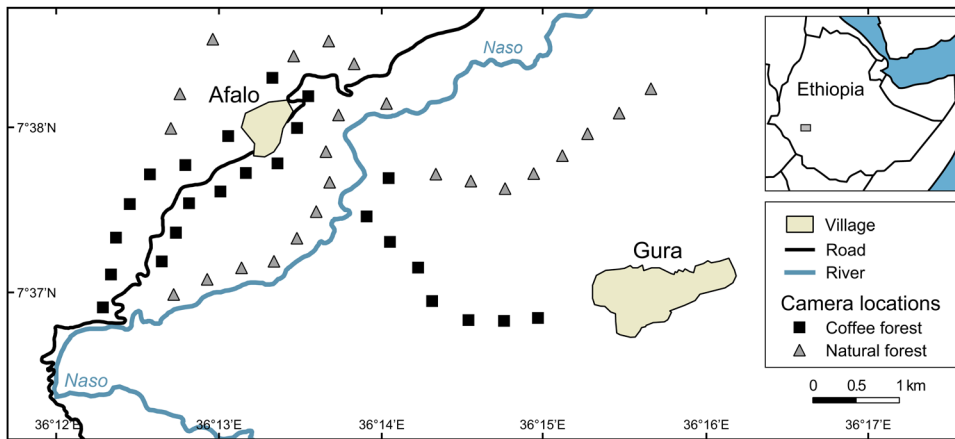 Naso
Afalo
7°38'N
Gura
7°37'N
Naso
36°12'E
36°13'E
36°14'E
36°15'E
36°16'E
36°17'E
Ethiopia
Village
Road
River
Camera locations
Coffee forest
Natural forest
0 0.5 1 km